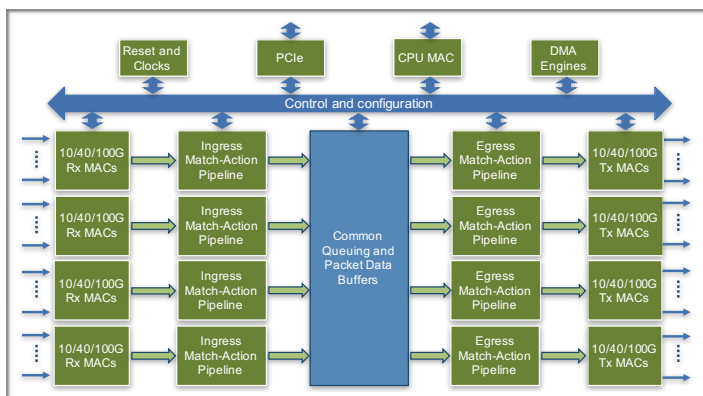 Reset and
Clocks
PCIe
CPU MAC
DMA
Engines
Control and configuration
10/40/100G
Rx MACs
Ingress
Match-Action
Pipeline
Common
Queuing and
Packet Data
Buffers
Egress
Match-Action
Pipeline
10/40/100G
Tx MACs
10/40/100G
Rx MACs
Ingress
Match-Action
Pipeline
Egress
Match-Action
Pipeline
10/40/100G
Tx MACs
10/40/100G
Rx MACs
Ingress
Match-Action
Pipeline
Egress
Match-Action
Pipeline
10/40/100G
Tx MACs
10/40/100G
Rx MACs
Ingress
Match-Action
Pipeline
Egress
Match-Action
Pipeline
10/40/100G
Tx MACs